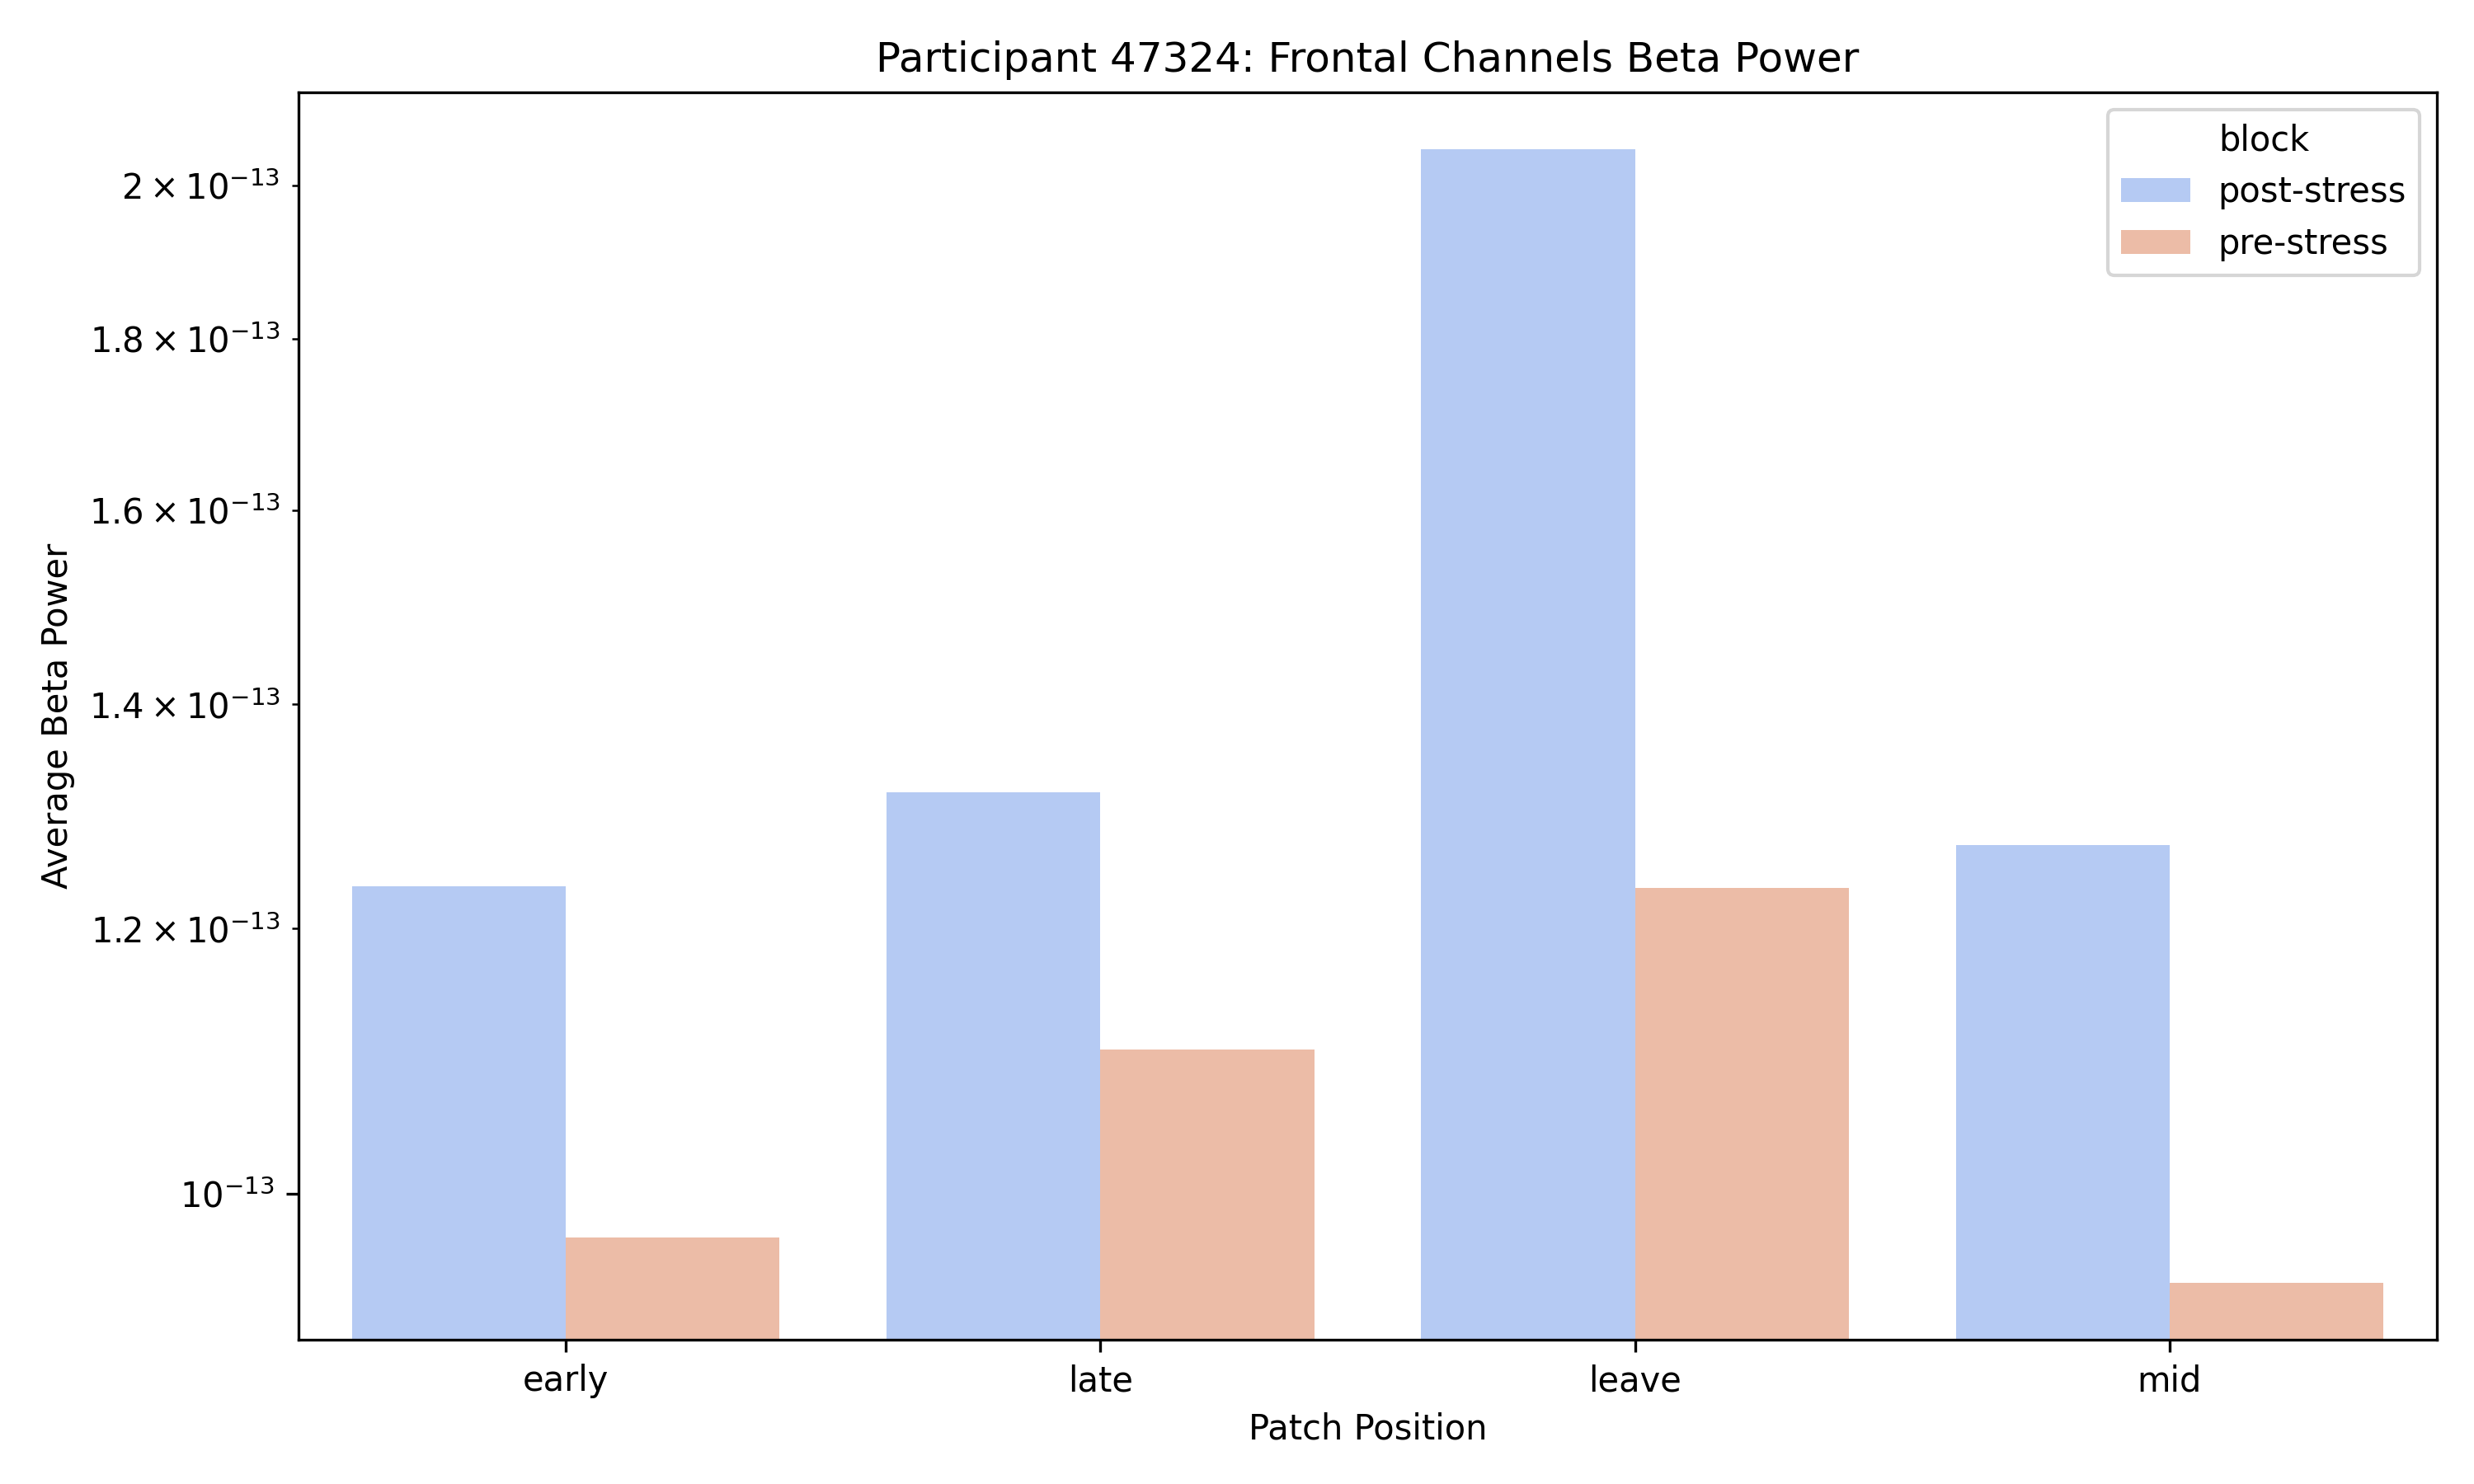 Participant 47324: Frontal Channels Beta Power
block
post-stress
pre-stress
Average Beta Power
2 × 10⁻¹³
1.8 × 10⁻¹³
1.6 × 10⁻¹³
1.4 × 10⁻¹³
1.2 × 10⁻¹³
10⁻¹³
early late leave mid
Patch Position